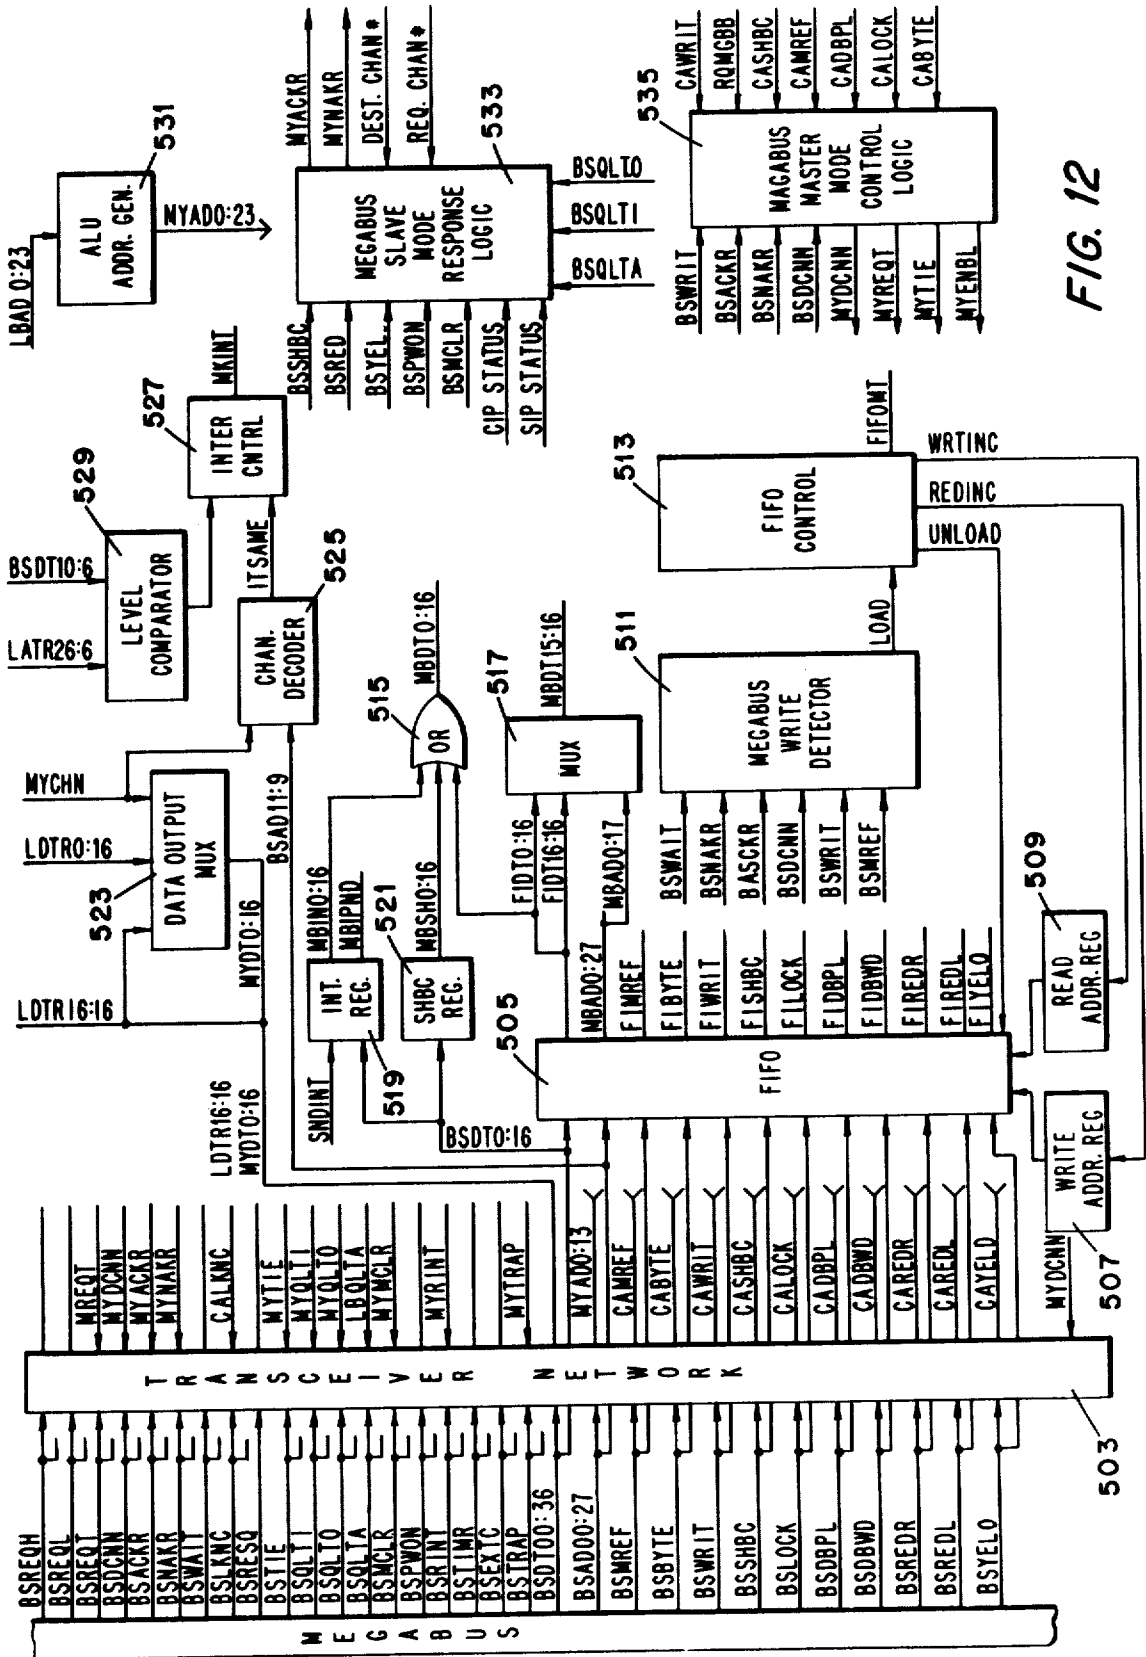 LBAD 0:23
ALU
ADDR. GEN.
531
MYAD0:23
BSDT10:6
LATR26:6
LEVEL
COMPARATOR
529
INTER
CNTRL
527
MKINT
ITSAME
CHAN.
DECODER
525
MYCHN
LDTR0:16
LDTR16:16
DATA OUTPUT
MUX
523
MYDT0:16
BSAD11:9
MYACKR
MYNAKR
DEST. CHAN#
REQ. CHAN#
MEGABUS
SLAVE
MODE
RESPONSE
LOGIC
533
BSSHBC
BSRED
BSYEL.
BSPWON
BSMCLR
CIP STATUS
SIP STATUS
BSQLTA
BSQLTI
BSQLTO
CAWRIT
RQMGBB
CASHBC
CAMREF
CADBPL
CALOCK
CABYTE
535
MAGABUS
MASTER
MODE
CONTROL
LOGIC
BSWRIT
BSACKR
BSNAKR
BSDCNN
MYDCNN
MYREQT
MYTIE
MYENBL
FIG. 12
SNDINT
INT.
REG.
519
MBIN0:16
MBIPND
SHBC
REG.
521
MBSH0:16
OR
515
MBDT0:16
MUX
517
MBDT15:16
FIDT0:16
FIDT16:16
MBAD0:17
MEGABUS
WRITE
DETECTOR
511
BSWAIT
BSNAKR
BASCKR
BSDCNN
BSWRIT
BSMREF
LOAD
FIFO
CONTROL
513
FIFOMT
WRTINC
REDINC
UNLOAD
LDTR16:16
MYDT0:16
BSDT0:16
FIFO
505
MBAD0:27
FIMREF
FIBYTE
FIWRIT
FISHBC
FILOCK
FIDBPL
FIDBWD
FIREDR
FIREDL
FIYELO
READ
ADDR.REG
509
WRITE
ADDR.REG
507
MYDCNN
MREQT
MYDCNN
MYACKR
MYNAKR
CALKNC
MYTIE
MYQLTI
MYQLTO
LBQLTA
MYMCLR
MYRINT
MYTRAP
MYAD0:13
CAMREF
CABYTE
CAWRIT
CASHBC
CALOCK
CADBPL
CADBWD
CAREDR
CAREDL
CAYELD
TRANSCEIVER NETWORK
503
BSREQH
BSREQL
BSREQT
BSDCNN
BSACKR
BSNAKR
BSWAIT
BSLKNC
BSRESQ
BSTIE
BSQLTI
BSQLTO
BSQLTA
BSMCLR
BSPWON
BSRINT
BSTIMR
BSEXTC
BSTRAP
BSDT00:36
BSAD00:27
BSMREF
BSBYTE
BSWRIT
BSSHBC
BSLOCK
BSDBPL
BSDBWD
BSREDR
BSREDL
BSYELO
MEGABUS